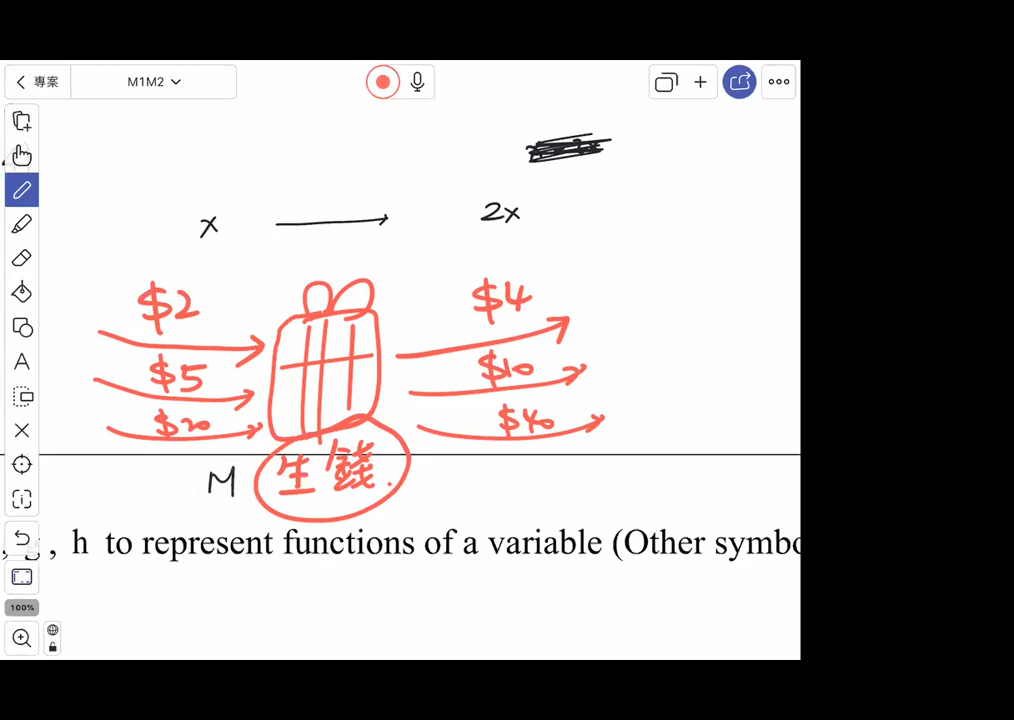 專案 M1M2
x → 2x
$2 $4
$5 $10
$20 $40
M 生錢
, h to represent functions of a variable (Other symbo
A
100%